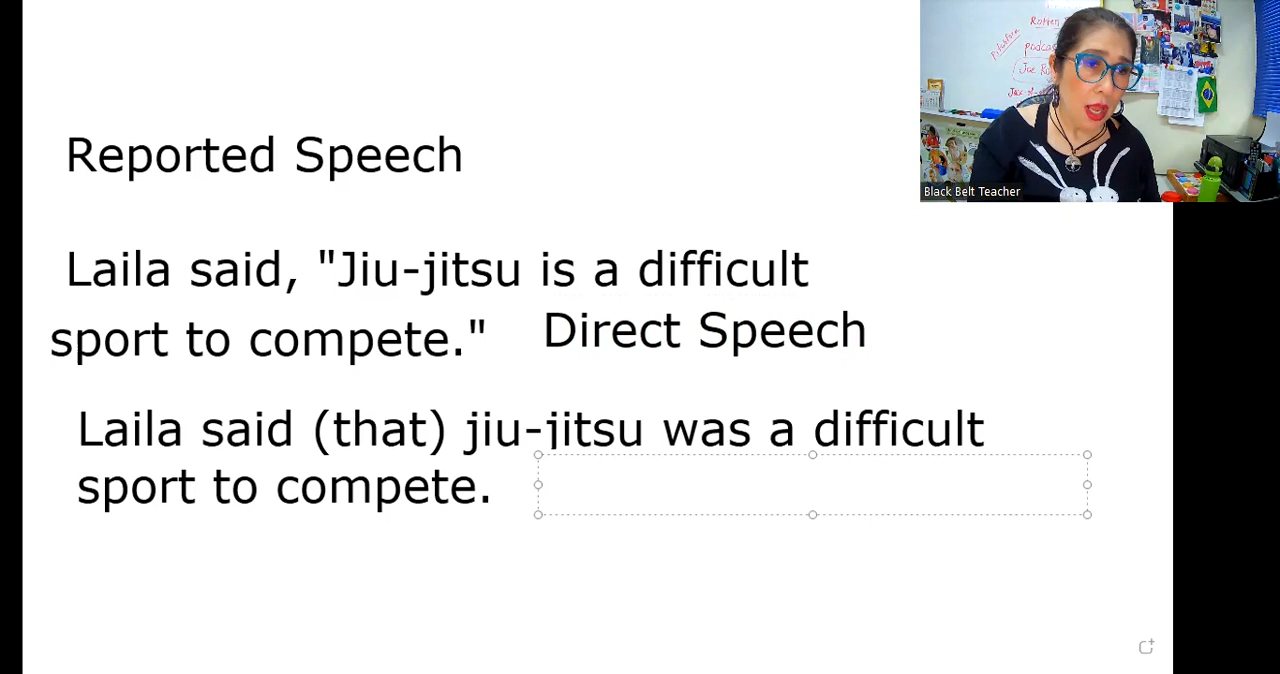 Reported Speech
Laila said, "Jiu-jitsu is a difficult
sport to compete."
Direct Speech
Laila said (that) jiu-jitsu was a difficult
sport to compete.
Black Belt Teacher
podcas